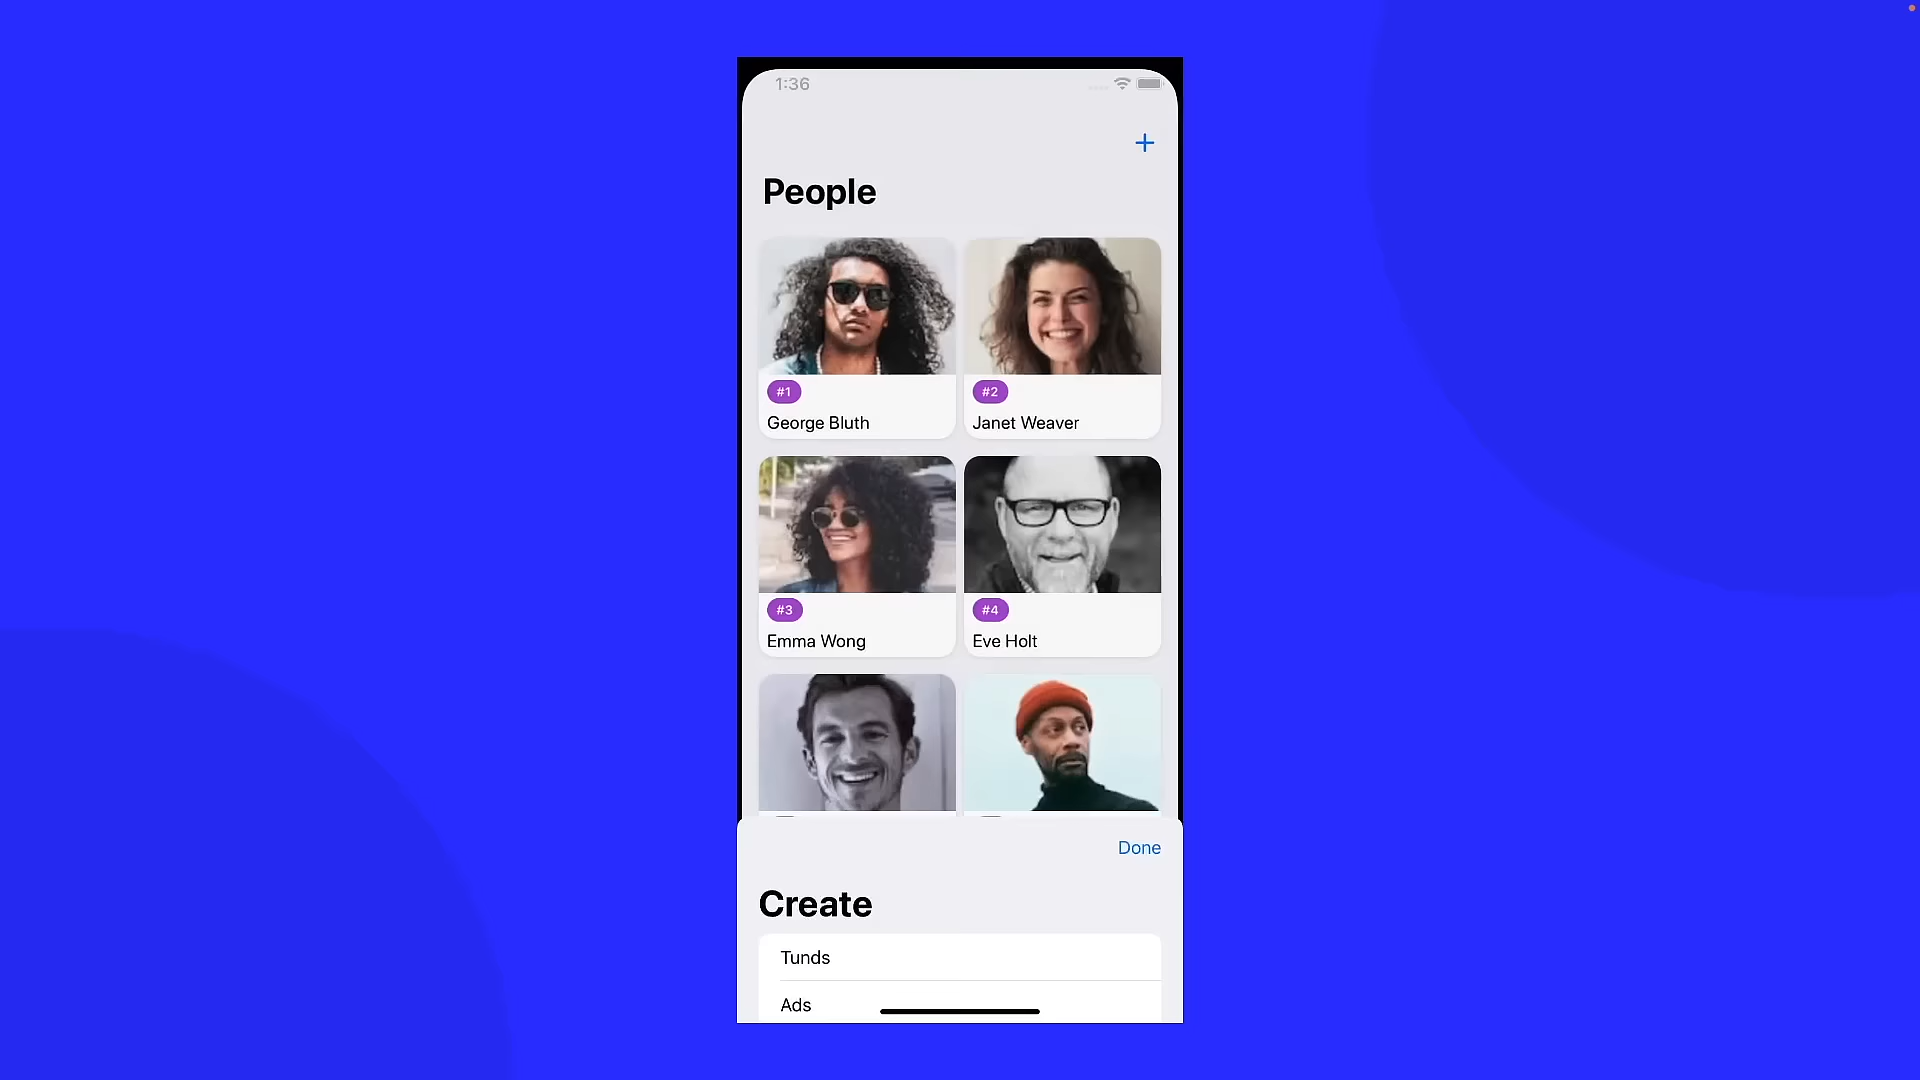 1:36
People
#1
George Bluth
#2
Janet Weaver
#3
Emma Wong
#4
Eve Holt
Done
Create
Tunds
Ads